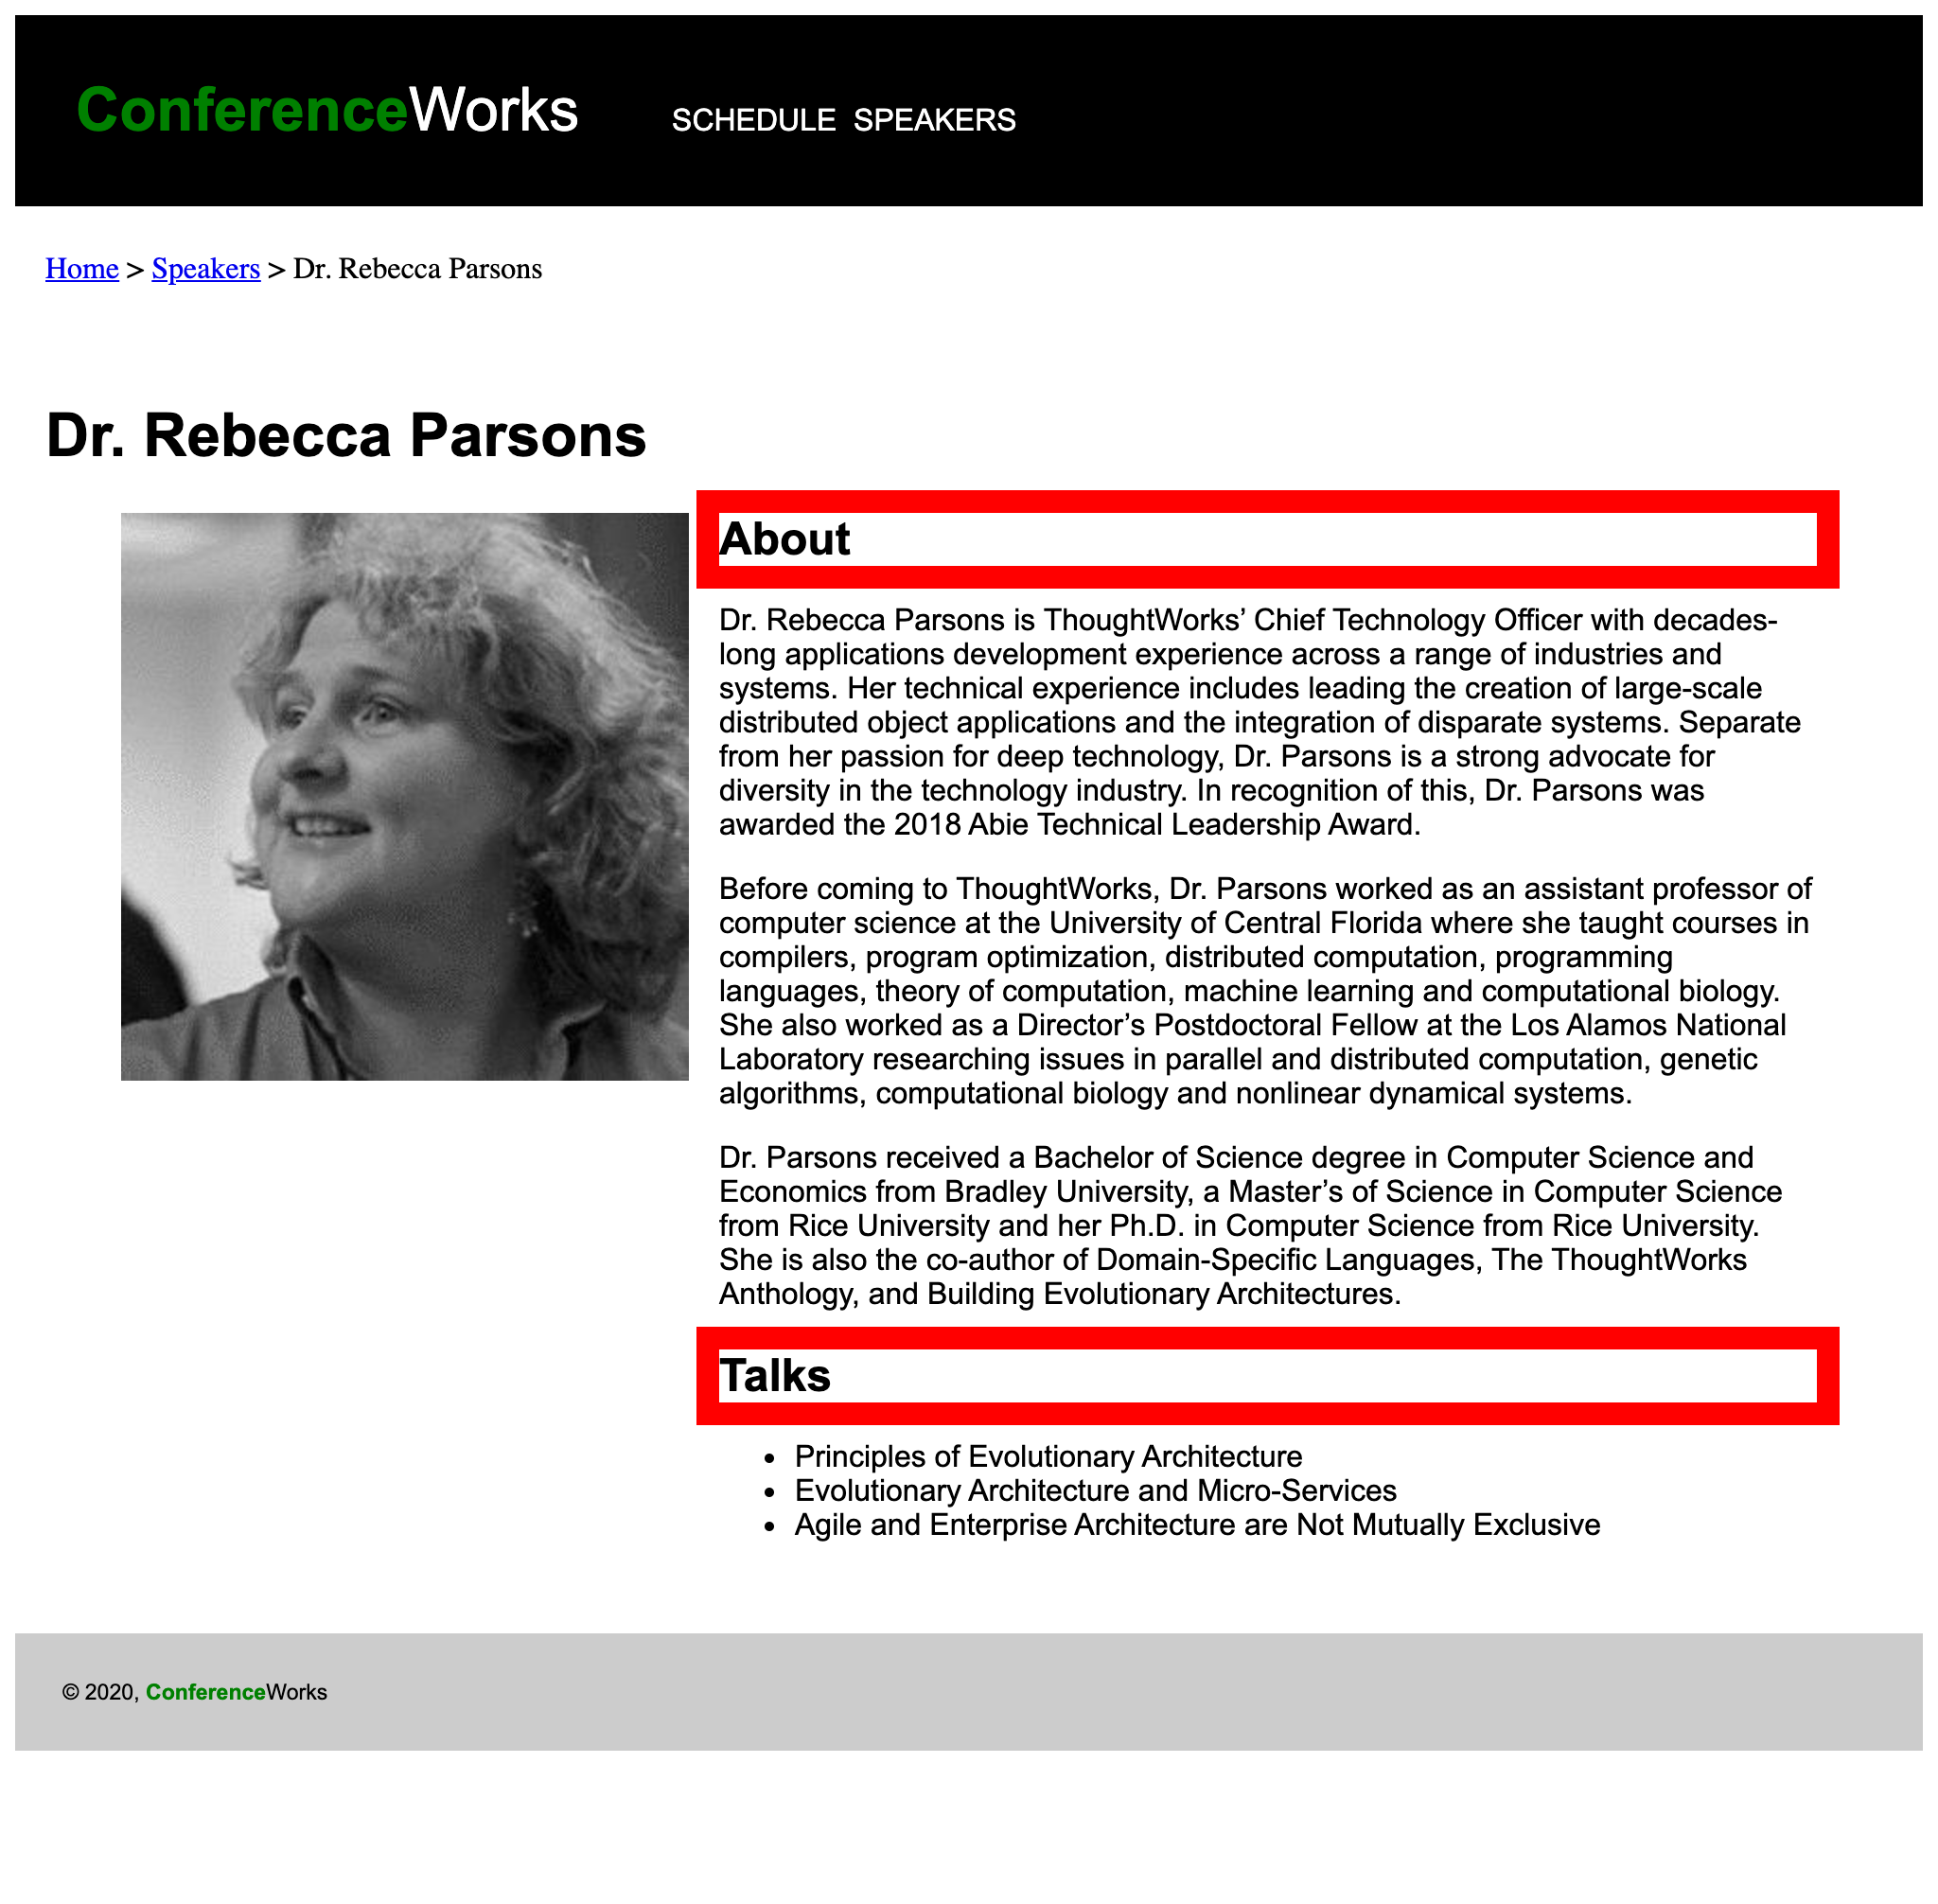 ConferenceWorks
SCHEDULE SPEAKERS
Home > Speakers > Dr. Rebecca Parsons
Dr. Rebecca Parsons
About
Dr. Rebecca Parsons is ThoughtWorks’ Chief Technology Officer with decades-
long applications development experience across a range of industries and
systems. Her technical experience includes leading the creation of large-scale
distributed object applications and the integration of disparate systems. Separate
from her passion for deep technology, Dr. Parsons is a strong advocate for
diversity in the technology industry. In recognition of this, Dr. Parsons was
awarded the 2018 Abie Technical Leadership Award.
Before coming to ThoughtWorks, Dr. Parsons worked as an assistant professor of
computer science at the University of Central Florida where she taught courses in
compilers, program optimization, distributed computation, programming
languages, theory of computation, machine learning and computational biology.
She also worked as a Director’s Postdoctoral Fellow at the Los Alamos National
Laboratory researching issues in parallel and distributed computation, genetic
algorithms, computational biology and nonlinear dynamical systems.
Dr. Parsons received a Bachelor of Science degree in Computer Science and
Economics from Bradley University, a Master’s of Science in Computer Science
from Rice University and her Ph.D. in Computer Science from Rice University.
She is also the co-author of Domain-Specific Languages, The ThoughtWorks
Anthology, and Building Evolutionary Architectures.
Talks
• Principles of Evolutionary Architecture
• Evolutionary Architecture and Micro-Services
• Agile and Enterprise Architecture are Not Mutually Exclusive
© 2020, ConferenceWorks